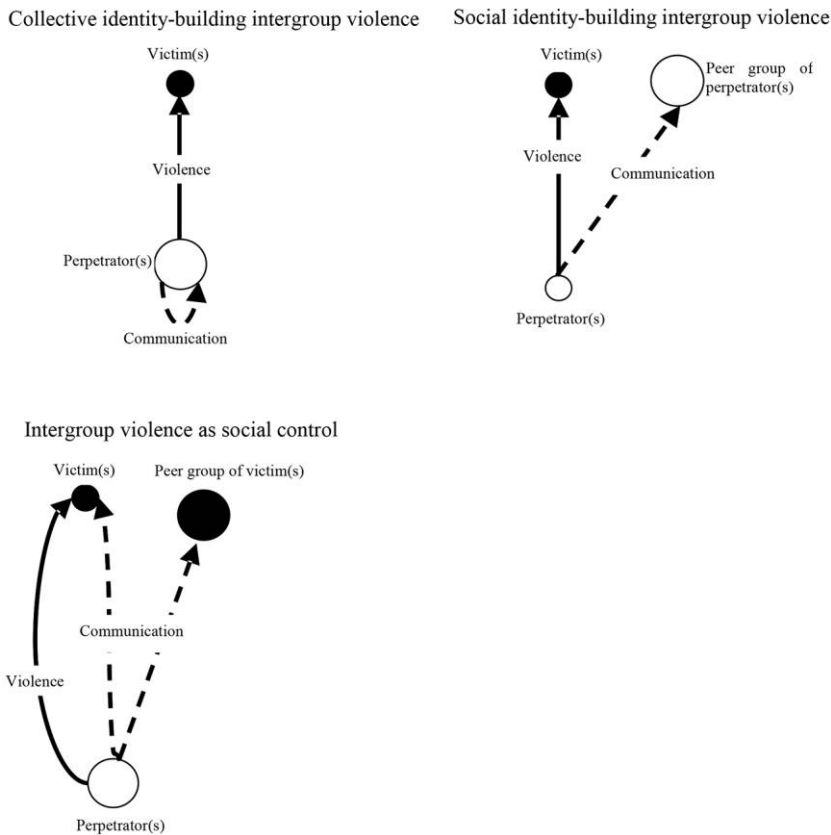 Collective identity-building intergroup violence
Victim(s)
Violence
Perpetrator(s)
Communication
Social identity-building intergroup violence
Victim(s)
Peer group of
perpetrator(s)
Violence
Communication
Perpetrator(s)
Intergroup violence as social control
Victim(s)
Peer group of victim(s)
Communication
Violence
Perpetrator(s)